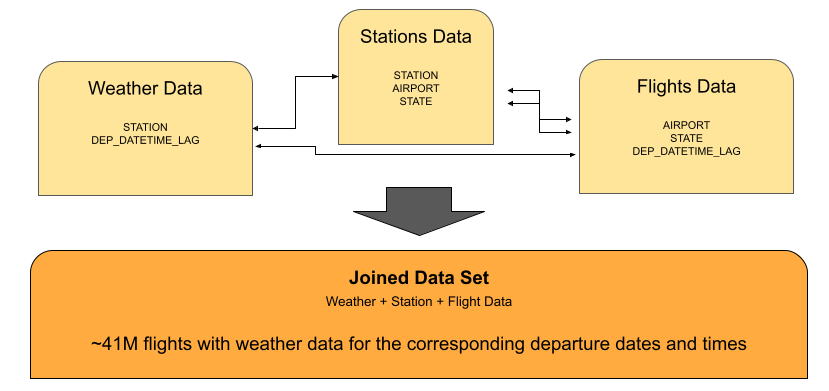 Stations Data
STATION
AIRPORT
STATE
Weather Data
STATION
DEP_DATETIME_LAG
Flights Data
AIRPORT
STATE
DEP_DATETIME_LAG
Joined Data Set
Weather + Station + Flight Data
~41M flights with weather data for the corresponding departure dates and times